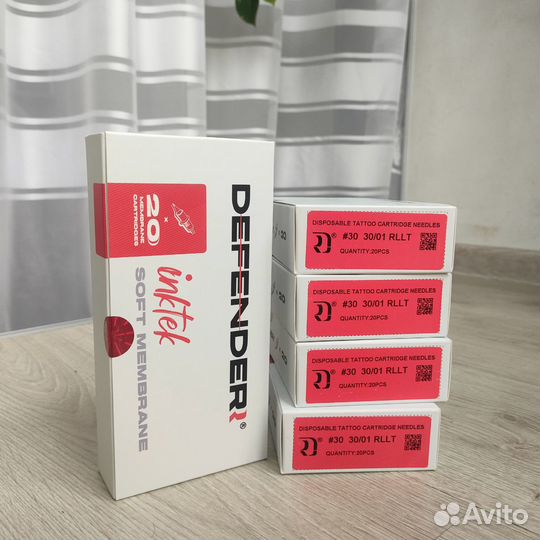 20
x
MEMBRANE
CARTRIDGES
inktek
SOFT MEMBRANE
DEFENDERR®
DISPOSABLE TATTOO CARTRIDGE NEEDLES
#30 30/01 RLLT
QUANTITY:20PCS
DISPOSABLE TATTOO CARTRIDGE NEEDLES
#30 30/01 RLLT
QUANTITY:20PCS
DISPOSABLE TATTOO CARTRIDGE NEEDLES
#30 30/01 RLLT
QUANTITY:20PCS
DISPOSABLE TATTOO CARTRIDGE NEEDLES
#30 30/01 RLLT
QUANTITY:20PCS
Avito